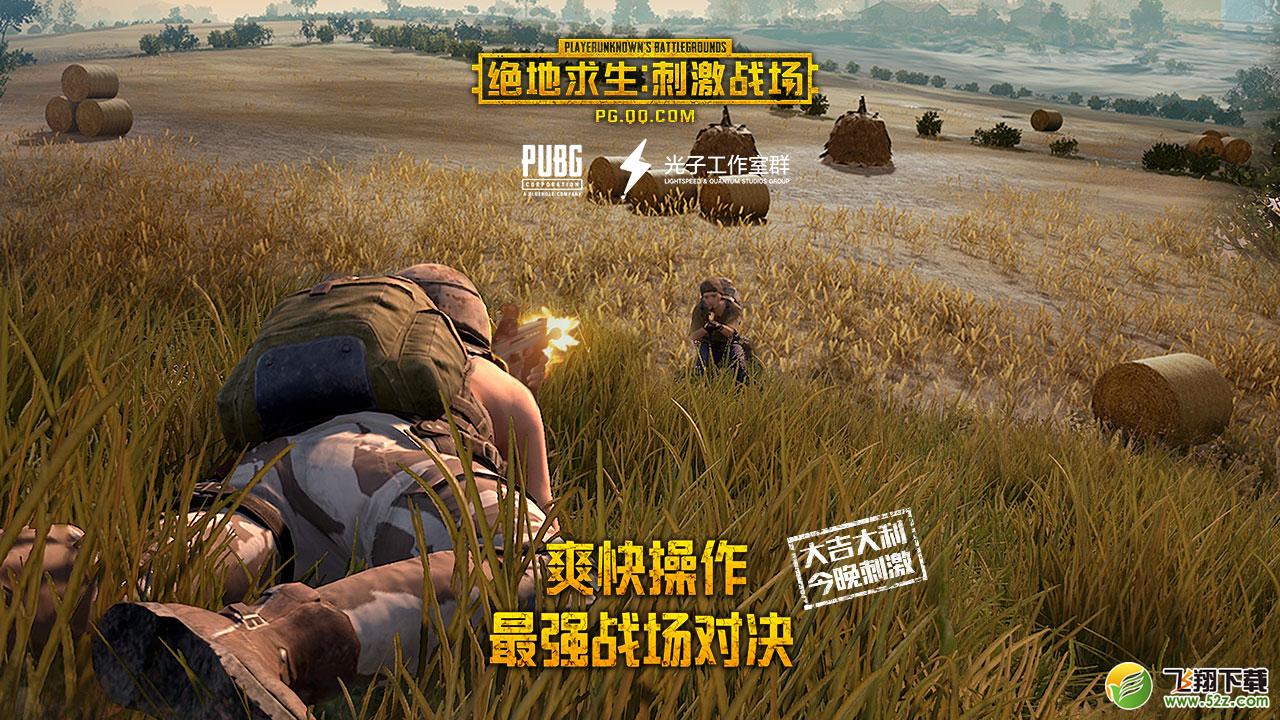 PLAYERUNKNOWN'S BATTLEGROUNDS
绝地求生:刺激战场
PG.QQ.COM
PUBG
CORPORATION
A BLUEHOLE COMPANY
光子工作室群
LIGHTSPEED & QUANTUM STUDIOS GROUP
爽快操作
最强战场对决
大吉大利
今晚刺激
飞翔下载
www.52z.com